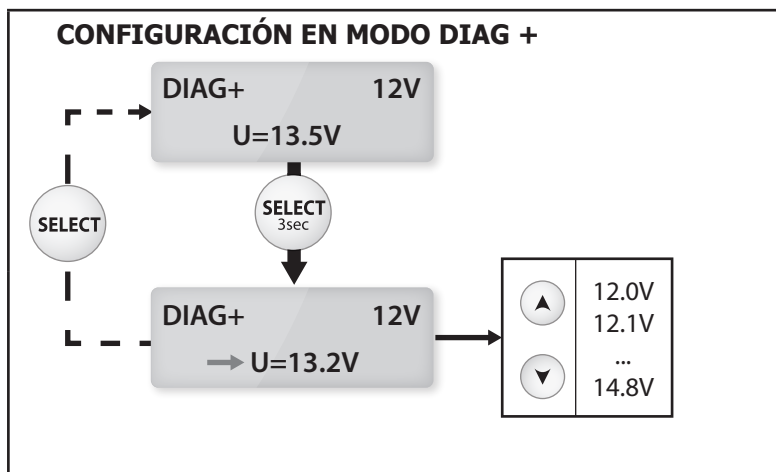 CONFIGURACIÓN EN MODO DIAG +
DIAG+ 12V
U=13.5V
SELECT
SELECT
3sec
DIAG+ 12V
U=13.2V
12.0V
12.1V
...
14.8V